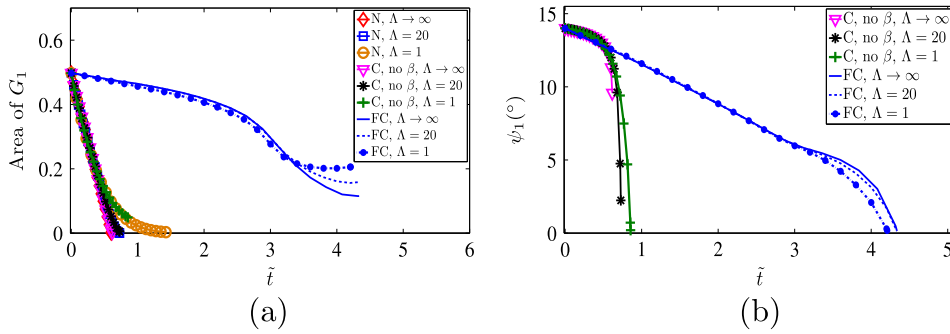 0.6
0.4
0.2
0
0 1 2 3 4 5 6
Area of G₁
t̃
N, Λ → ∞
N, Λ = 20
N, Λ = 1
C, no β, Λ → ∞
C, no β, Λ = 20
C, no β, Λ = 1
FC, Λ → ∞
FC, Λ = 20
FC, Λ = 1
(a)
15
10
5
0
0 1 2 3 4 5
ψ₁(°)
t̃
C, no β, Λ → ∞
C, no β, Λ = 20
C, no β, Λ = 1
FC, Λ → ∞
FC, Λ = 20
FC, Λ = 1
(b)